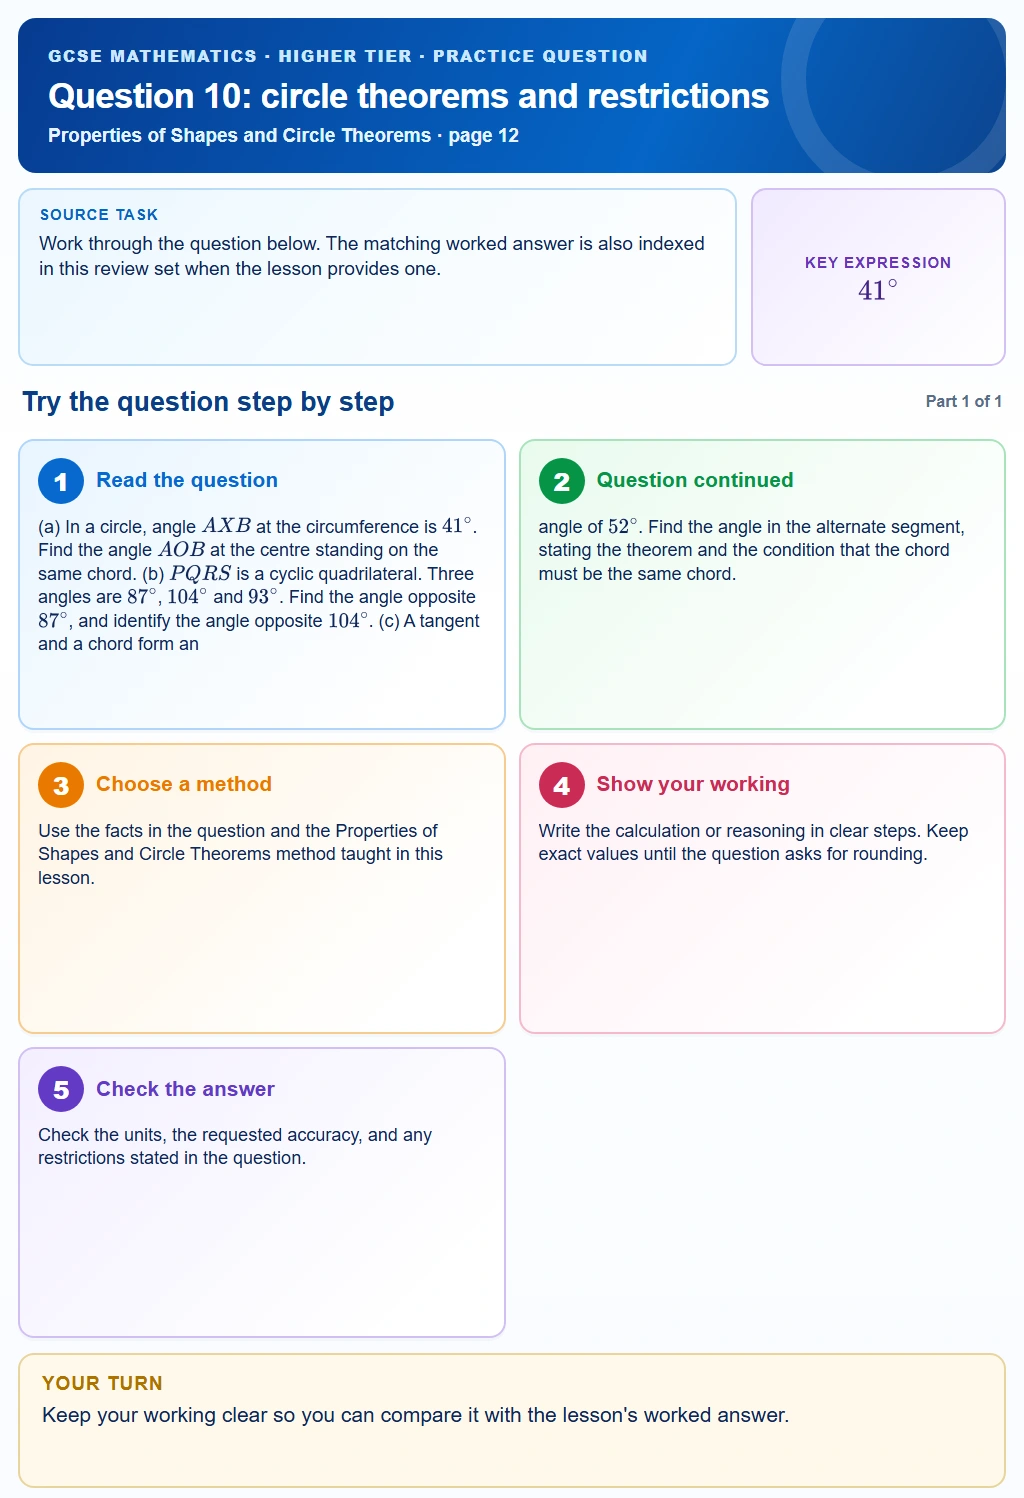 GCSE MATHEMATICS · HIGHER TIER · PRACTICE QUESTION
Question 10: circle theorems and restrictions
Properties of Shapes and Circle Theorems · page 12
SOURCE TASK
Work through the question below. The matching worked answer is also indexed
in this review set when the lesson provides one.
KEY EXPRESSION
41°
Try the question step by step
Part 1 of 1
1 Read the question
(a) In a circle, angle AXB at the circumference is 41°.
Find the angle AOB at the centre standing on the
same chord. (b) PQRS is a cyclic quadrilateral. Three
angles are 87°, 104° and 93°. Find the angle opposite
87°, and identify the angle opposite 104°. (c) A tangent
and a chord form an
2 Question continued
angle of 52°. Find the angle in the alternate segment,
stating the theorem and the condition that the chord
must be the same chord.
3 Choose a method
Use the facts in the question and the Properties of
Shapes and Circle Theorems method taught in this
lesson.
4 Show your working
Write the calculation or reasoning in clear steps. Keep
exact values until the question asks for rounding.
5 Check the answer
Check the units, the requested accuracy, and any
restrictions stated in the question.
YOUR TURN
Keep your working clear so you can compare it with the lesson's worked answer.